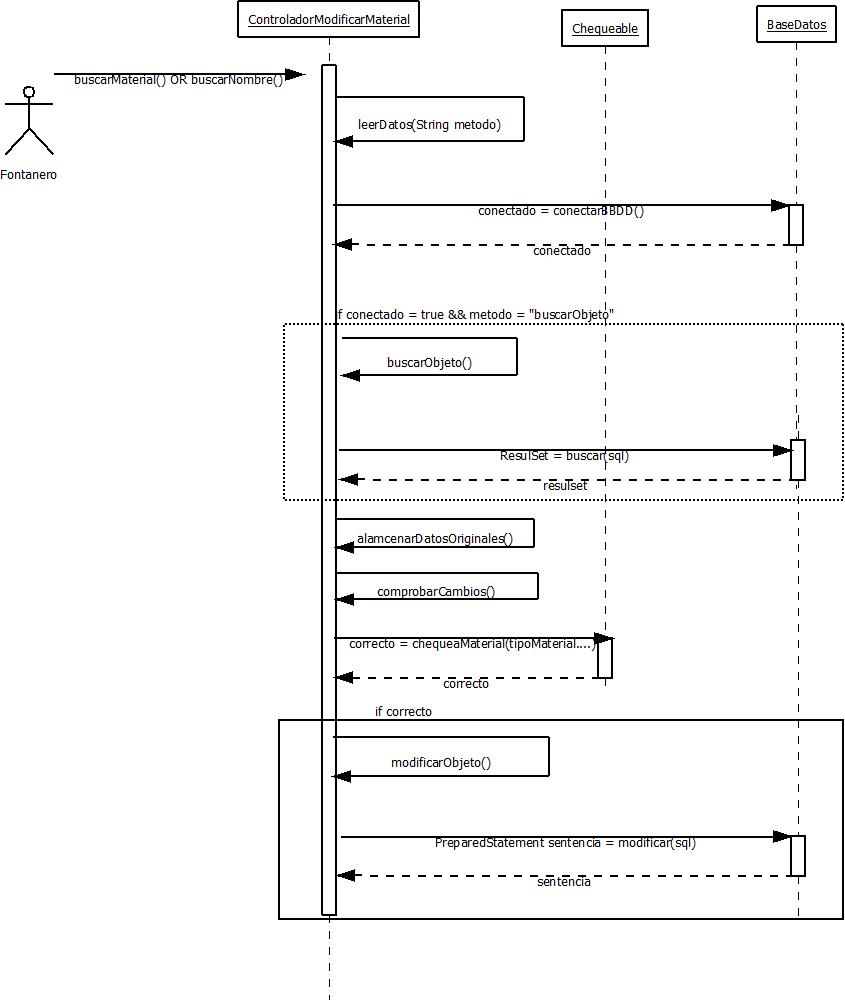 ControladorModificarMaterial
Chequeable
BaseDatos
buscarMaterial() OR buscarNombre()
leerDatos(String metodo)
Fontanero
conectado = conectarBBDD()
conectado
f conectado = true && metodo = "buscarObjeto"
buscarObjeto()
ResulSet = buscar(sql)
resulset
alamcenarDatosOriginales()
comprobarCambios()
correcto = chequeaMaterial(tipoMaterial....)
correcto
if correcto
modificarObjeto()
PreparedStatement sentencia = modificar(sql)
sentencia